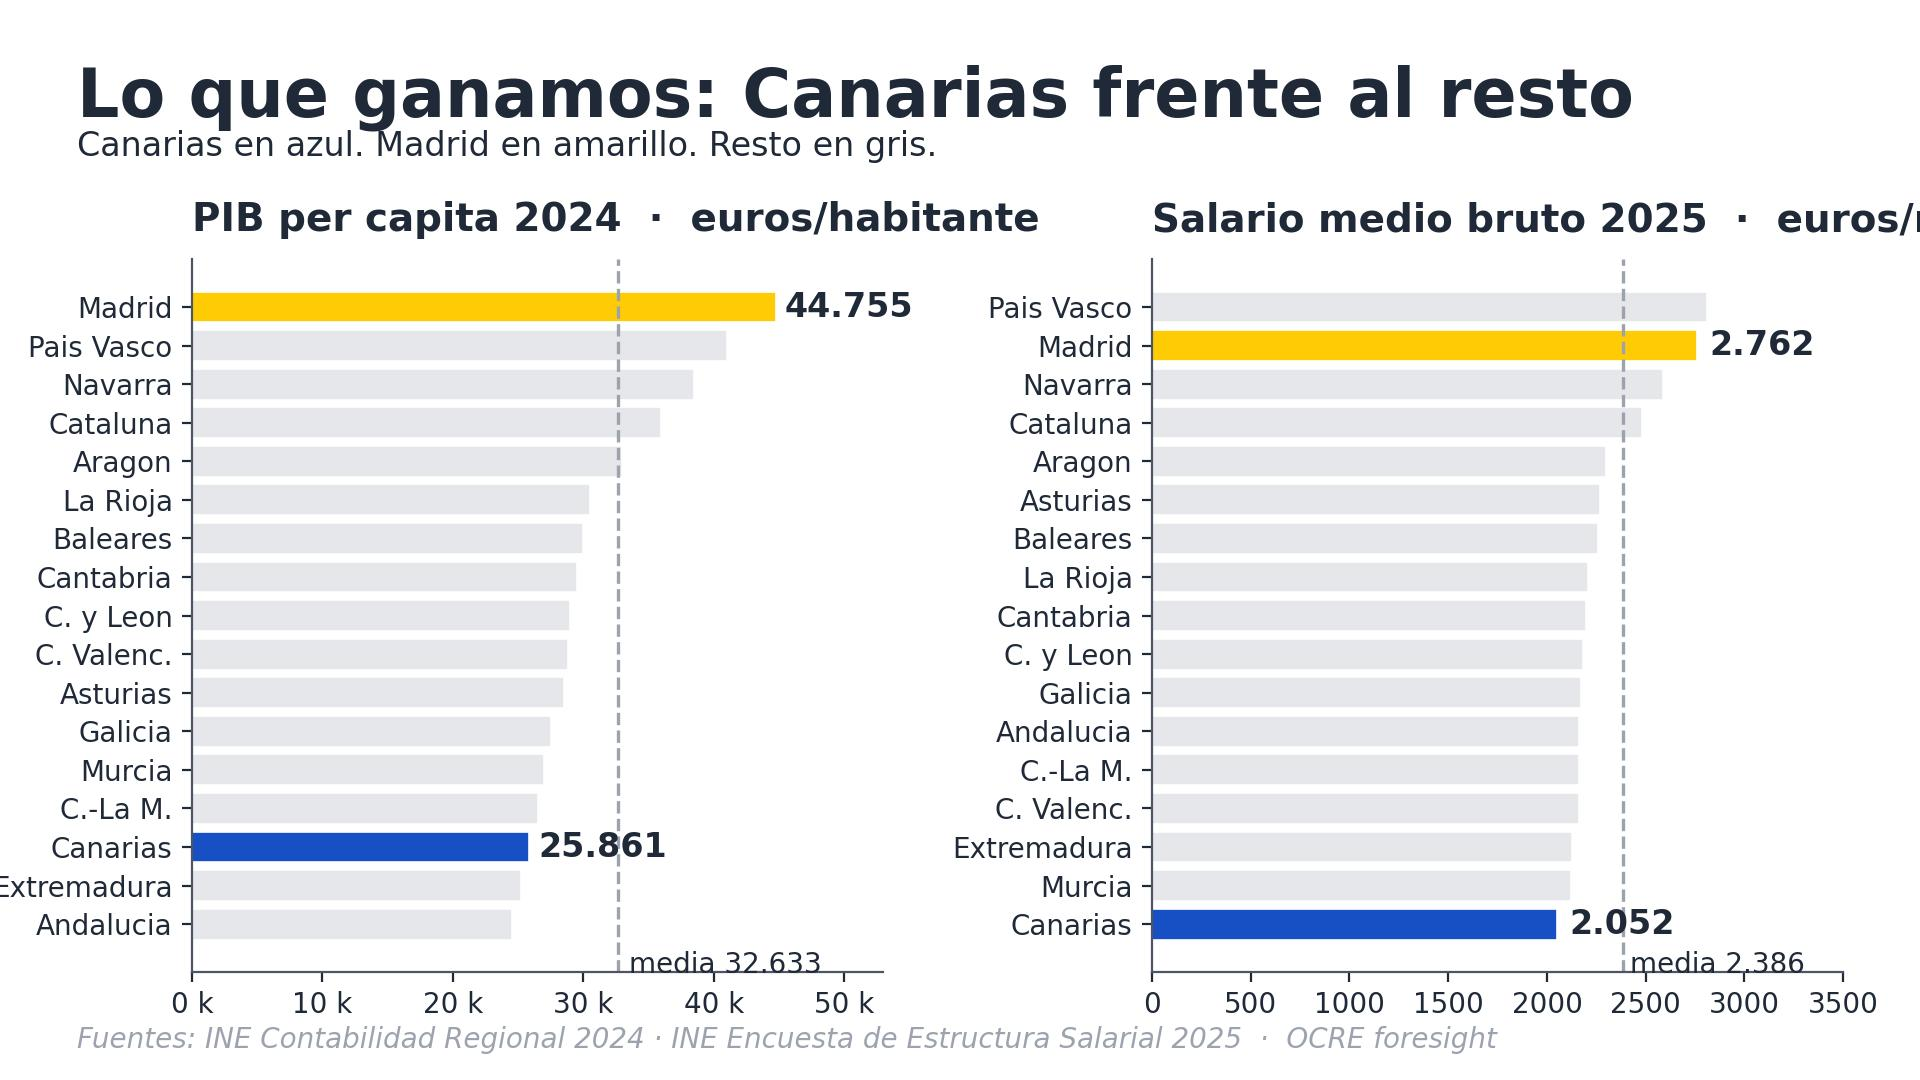 Lo que ganamos: Canarias frente al resto
Canarias en azul. Madrid en amarillo. Resto en gris.
PIB per capita 2024 · euros/habitante
Madrid
44.755
Pais Vasco
Navarra
Cataluna
Aragon
La Rioja
Baleares
Cantabria
C. y Leon
C. Valenc.
Asturias
Galicia
Murcia
C.-La M.
Canarias
25.861
Extremadura
Andalucia
media 32.633
0 k 10 k 20 k 30 k 40 k 50 k
Salario medio bruto 2025 · euros/
Pais Vasco
Madrid
2.762
Navarra
Cataluna
Aragon
Asturias
Baleares
La Rioja
Cantabria
C. y Leon
Galicia
Andalucia
C.-La M.
C. Valenc.
Extremadura
Murcia
Canarias
2.052
media 2.386
0 500 1000 1500 2000 2500 3000 3500
Fuentes: INE Contabilidad Regional 2024 · INE Encuesta de Estructura Salarial 2025 · OCRE foresight